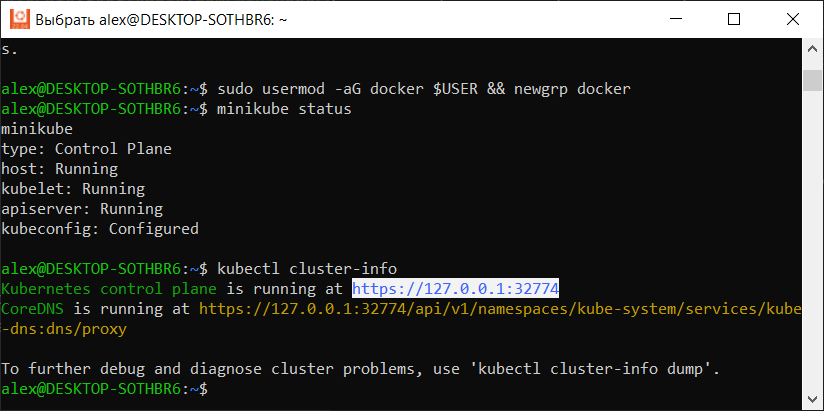 Выбрать alex@DESKTOP-SOTHBR6: ~
s.
alex@DESKTOP-SOTHBR6:~$ sudo usermod -aG docker $USER && newgrp docker
alex@DESKTOP-SOTHBR6:~$ minikube status
minikube
type: Control Plane
host: Running
kubelet: Running
apiserver: Running
kubeconfig: Configured
alex@DESKTOP-SOTHBR6:~$ kubectl cluster-info
Kubernetes control plane is running at https://127.0.0.1:32774
CoreDNS is running at https://127.0.0.1:32774/api/v1/namespaces/kube-system/services/kube
-dns:dns/proxy
To further debug and diagnose cluster problems, use 'kubectl cluster-info dump'.
alex@DESKTOP-SOTHBR6:~$